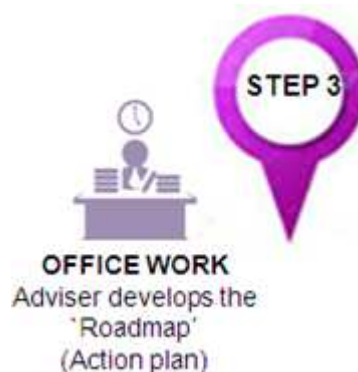 STEP 3
OFFICE WORK
Adviser develops the
`Roadmap'
(Action plan)